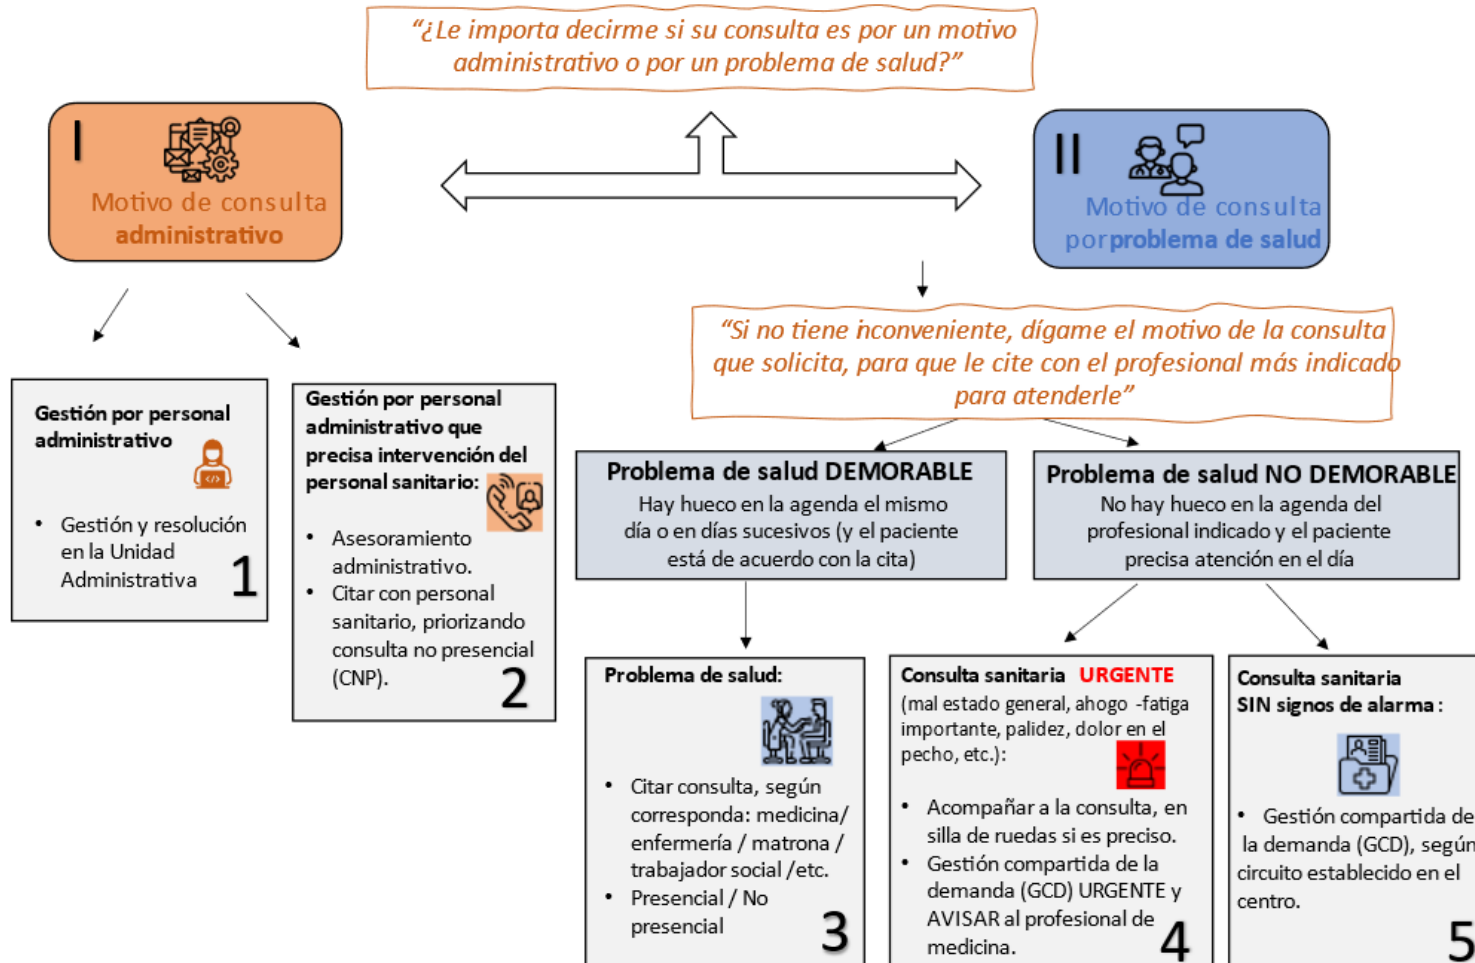 “¿Le importa decirme si su consulta es por un motivo
administrativo o por un problema de salud?”
I
Motivo de consulta
administrativo
II
Motivo de consulta
por problema de salud
“Si no tiene inconveniente, dígame el motivo de la consulta
que solicita, para que le cite con el profesional más indicado
para atenderle”
Gestión por personal
administrativo
• Gestión y resolución
en la Unidad
Administrativa
1
Gestión por personal
administrativo que
precisa intervención del
personal sanitario:
• Asesoramiento
administrativo.
• Citar con personal
sanitario, priorizando
consulta no presencial
(CNP).
2
Problema de salud DEMORABLE
Hay hueco en la agenda el mismo
día o en días sucesivos (y el paciente
está de acuerdo con la cita)
Problema de salud NO DEMORABLE
No hay hueco en la agenda del
profesional indicado y el paciente
precisa atención en el día
Problema de salud:
• Citar consulta, según
corresponda: medicina/
enfermería / matrona /
trabajador social /etc.
• Presencial / No
presencial
3
Consulta sanitaria URGENTE
(mal estado general, ahogo -fatiga
importante, palidez, dolor en el
pecho, etc.):
• Acompañar a la consulta, en
silla de ruedas si es preciso.
• Gestión compartida de la
demanda (GCD) URGENTE y
AVISAR al profesional de
medicina.
4
Consulta sanitaria
SIN signos de alarma :
• Gestión compartida de
la demanda (GCD), según
circuito establecido en el
centro.
5